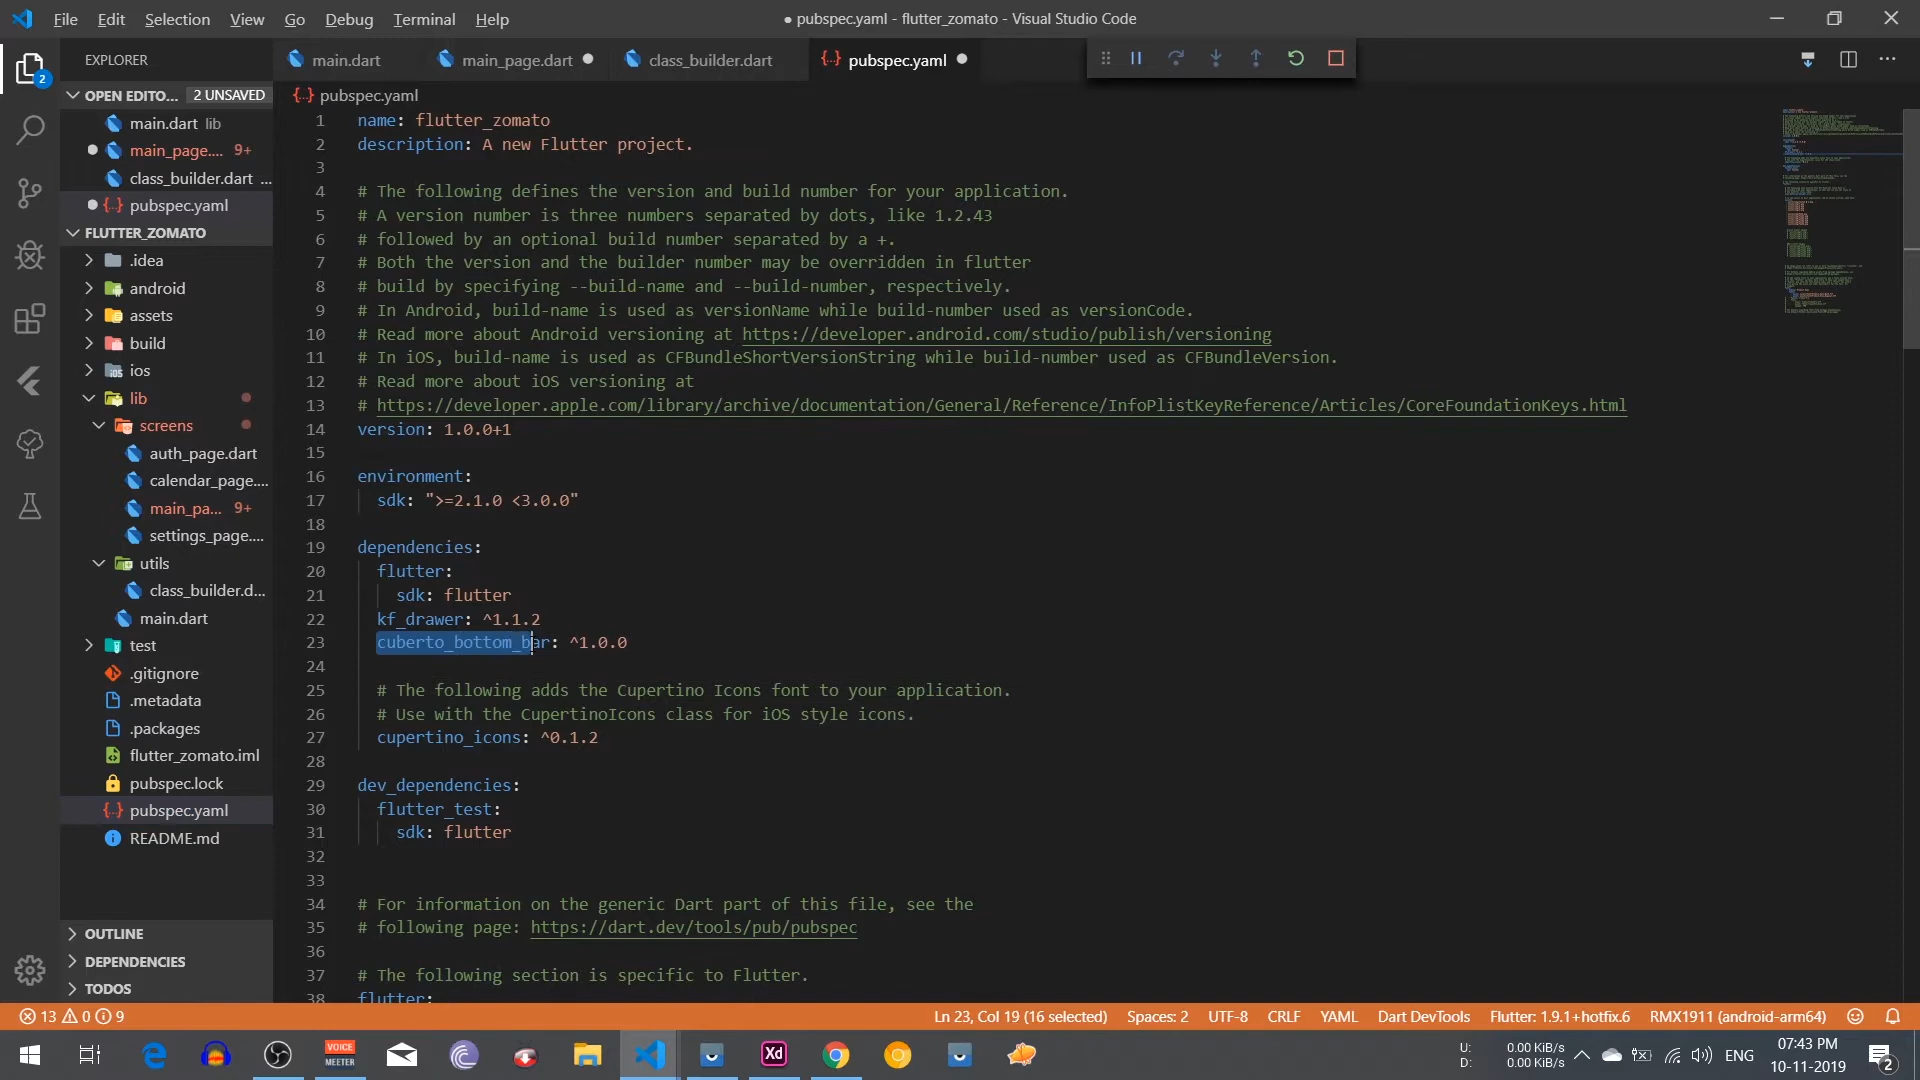 File Edit Selection View Go Debug Terminal Help
● pubspec.yaml - flutter_zomato - Visual Studio Code
EXPLORER
main.dart
main_page.dart
class_builder.dart
{..} pubspec.yaml
2
OPEN EDITO... 2 UNSAVED
main.dart lib
main_page.... 9+
class_builder.dart ...
{..} pubspec.yaml
FLUTTER_ZOMATO
.idea
android
assets
build
ios
lib
screens
auth_page.dart
calendar_page....
main_pa... 9+
settings_page....
utils
class_builder.d...
main.dart
test
.gitignore
.metadata
.packages
flutter_zomato.iml
pubspec.lock
{..} pubspec.yaml
README.md
OUTLINE
DEPENDENCIES
TODOS
{..} pubspec.yaml
1 name: flutter_zomato
2 description: A new Flutter project.
3
4 # The following defines the version and build number for your application.
5 # A version number is three numbers separated by dots, like 1.2.43
6 # followed by an optional build number separated by a +.
7 # Both the version and the builder number may be overridden in flutter
8 # build by specifying --build-name and --build-number, respectively.
9 # In Android, build-name is used as versionName while build-number used as versionCode.
10 # Read more about Android versioning at https://developer.android.com/studio/publish/versioning
11 # In iOS, build-name is used as CFBundleShortVersionString while build-number used as CFBundleVersion.
12 # Read more about iOS versioning at
13 # https://developer.apple.com/library/archive/documentation/General/Reference/InfoPlistKeyReference/Articles/CoreFoundationKeys.html
14 version: 1.0.0+1
15
16 environment:
17 sdk: ">=2.1.0 <3.0.0"
18
19 dependencies:
20 flutter:
21 sdk: flutter
22 kf_drawer: ^1.1.2
23 cuberto_bottom_bar: ^1.0.0
24
25 # The following adds the Cupertino Icons font to your application.
26 # Use with the CupertinoIcons class for iOS style icons.
27 cupertino_icons: ^0.1.2
28
29 dev_dependencies:
30 flutter_test:
31 sdk: flutter
32
33
34 # For information on the generic Dart part of this file, see the
35 # following page: https://dart.dev/tools/pub/pubspec
36
37 # The following section is specific to Flutter.
38 flutter:
13 0 9
Ln 23, Col 19 (16 selected) Spaces: 2 UTF-8 CRLF YAML Dart DevTools Flutter: 1.9.1+hotfix.6 RMX1911 (android-arm64)
VOICE
MEETER
Xd
U: 0.00 KiB/s
D: 0.00 KiB/s
ENG
07:43 PM
10-11-2019
2